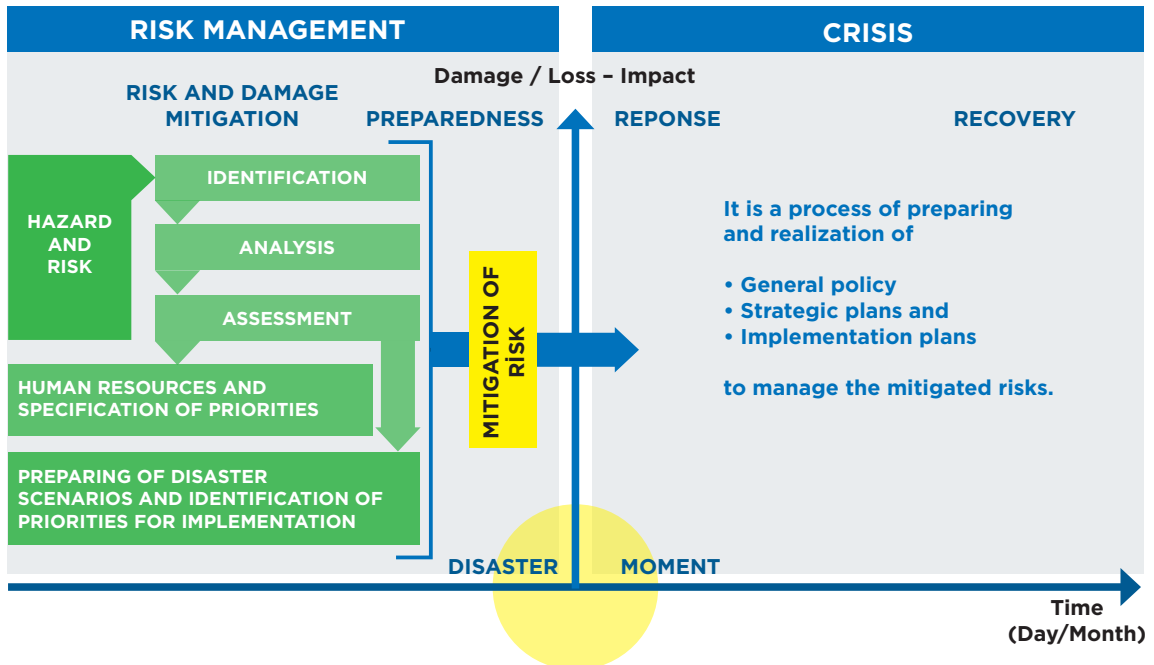 RISK MANAGEMENT
CRISIS
Damage / Loss – Impact
RISK AND DAMAGE
MITIGATION
PREPAREDNESS
REPONSE
RECOVERY
HAZARD
AND
RISK
IDENTIFICATION
ANALYSIS
ASSESSMENT
HUMAN RESOURCES AND
SPECIFICATION OF PRIORITIES
PREPARING OF DISASTER
SCENARIOS AND IDENTIFICATION OF
PRIORITIES FOR IMPLEMENTATION
MITIGATION OF
RİSK
It is a process of preparing
and realization of
• General policy
• Strategic plans and
• Implementation plans
to manage the mitigated risks.
DISASTER
MOMENT
Time
(Day/Month)